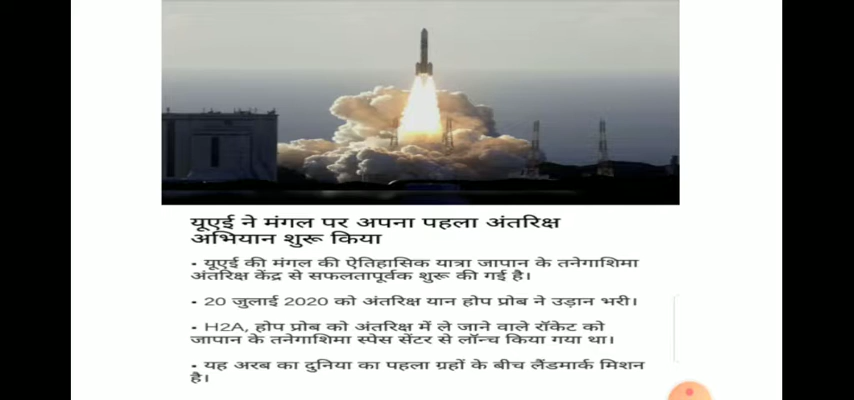 यूएई ने मंगल पर अपना पहला अंतरिक्ष
अभियान शुरू किया
• यूएई की मंगल की ऐतिहासिक यात्रा जापान के तनेगाशिमा
अंतरिक्ष केंद्र से सफलतापूर्वक शुरू की गई है।
• 20 जुलाई 2020 को अंतरिक्ष यान होप प्रोब ने उड़ान भरी।
• H2A, होप प्रोब को अंतरिक्ष में ले जाने वाले रॉकेट को
जापान के तनेगाशिमा स्पेस सेंटर से लॉन्च किया गया था।
• यह अरब का दुनिया का पहला ग्रहों के बीच लैंडमार्क मिशन
है।